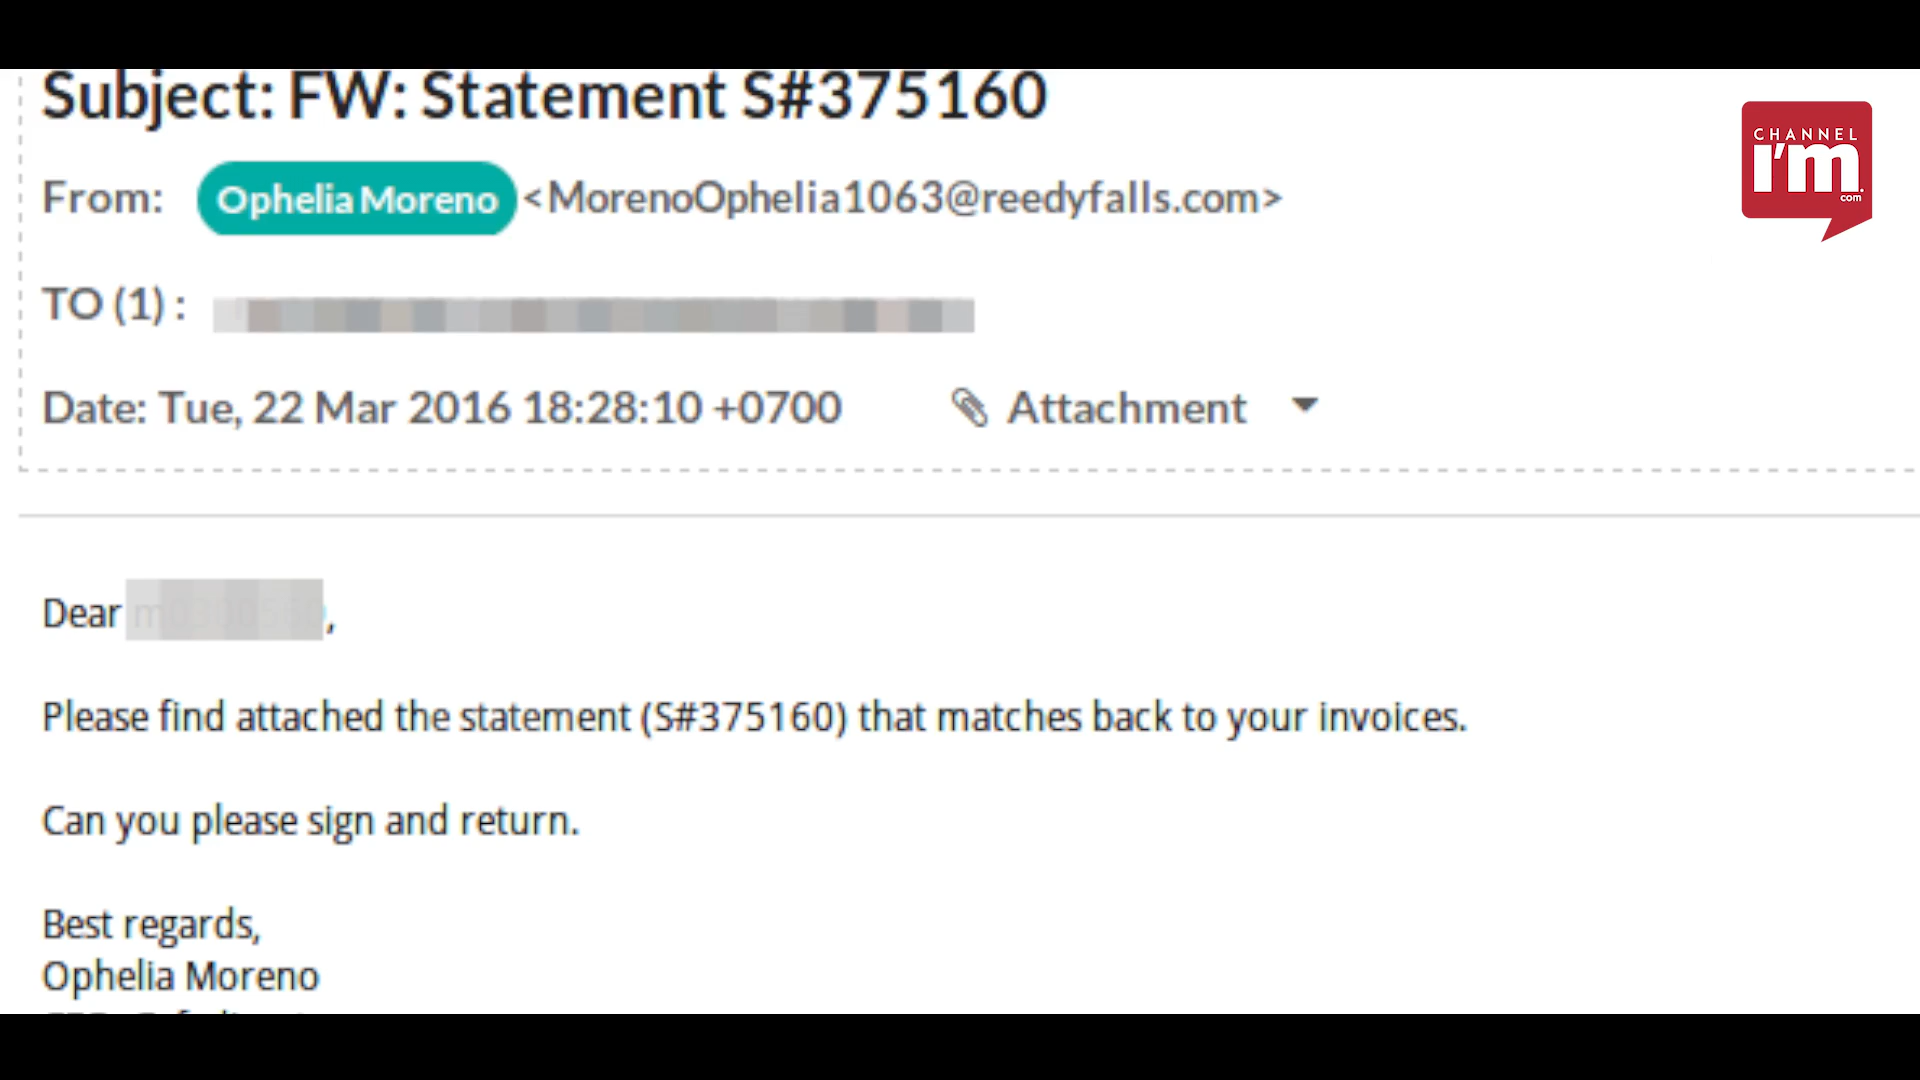 Subject: FW: Statement S#375160
CHANNEL
I'm
.com
From: Ophelia Moreno <MorenoOphelia1063@reedyfalls.com>
TO (1) :
Date: Tue, 22 Mar 2016 18:28:10 +0700 Attachment
Dear ,
Please find attached the statement (S#375160) that matches back to your invoices.
Can you please sign and return.
Best regards,
Ophelia Moreno